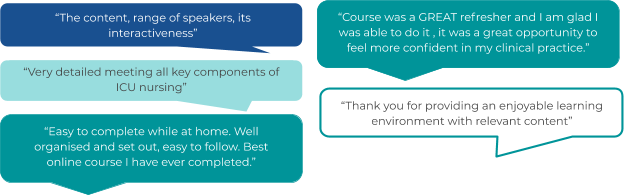 “The content, range of speakers, its
interactiveness”
“Very detailed meeting all key components of
ICU nursing”
“Easy to complete while at home. Well
organised and set out, easy to follow. Best
online course I have ever completed.”
“Course was a GREAT refresher and I am glad I
was able to do it , it was a great opportunity to
feel more confident in my clinical practice.”
“Thank you for providing an enjoyable learning
environment with relevant content”